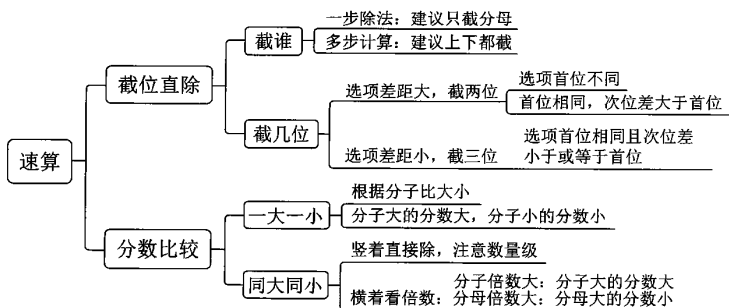 速算
截位直除
截谁
一步除法：建议只截分母
多步计算：建议上下都截
截几位
选项差距大，截两位
选项首位不同
首位相同，次位差大于首位
选项差距小，截三位
选项首位相同且次位差
小于或等于首位
分数比较
一大一小
根据分子比大小
分子大的分数大，分子小的分数小
同大同小
竖着直接除，注意数量级
横着看倍数：
分子倍数大：分子大的分数大
分母倍数大：分母大的分数小